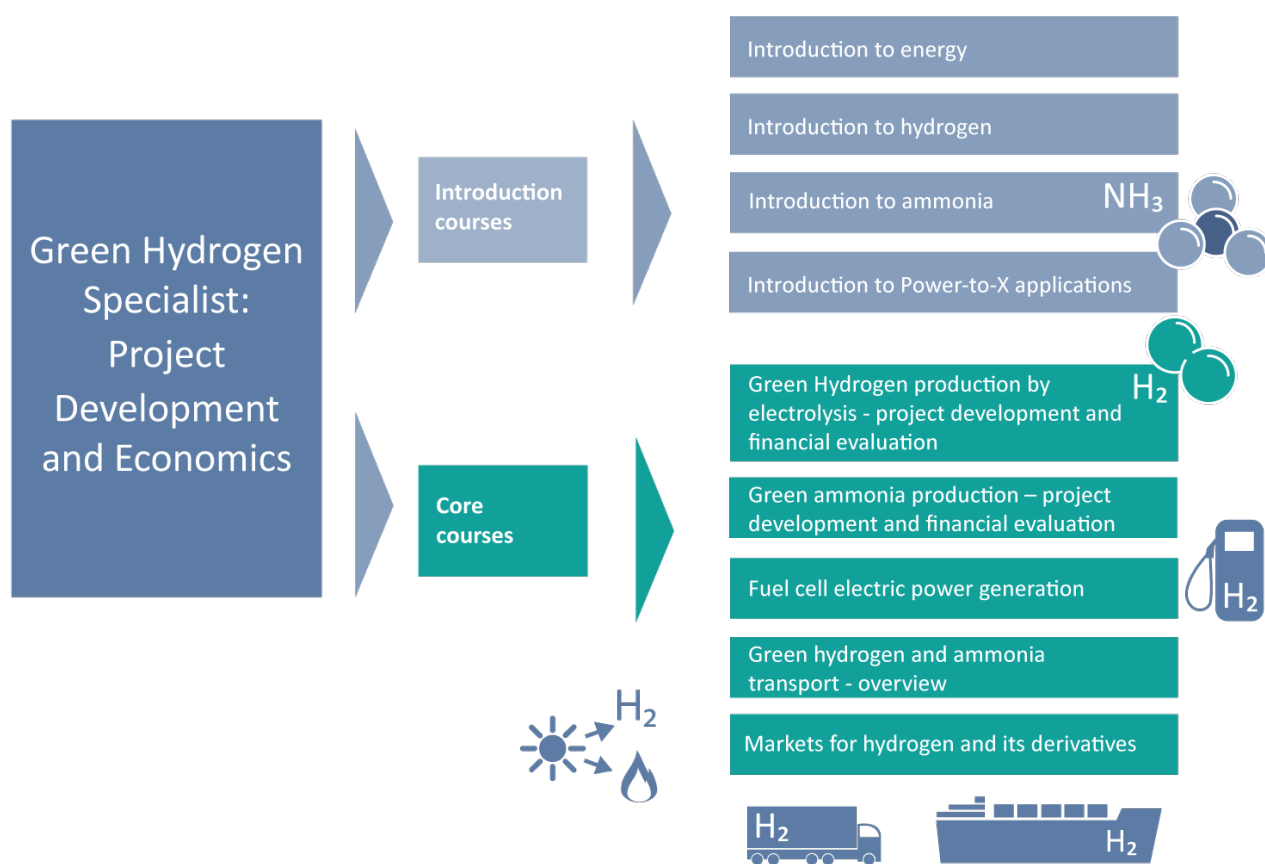 Green Hydrogen
Specialist:
Project
Development
and Economics
Introduction
courses
Introduction to energy
Introduction to hydrogen
Introduction to ammonia
NH₃
Introduction to Power-to-X applications
Core
courses
H₂
Green Hydrogen production by
electrolysis - project development and
financial evaluation
Green ammonia production – project
development and financial evaluation
Fuel cell electric power generation
H₂
Green hydrogen and ammonia
transport - overview
Markets for hydrogen and its derivatives
H₂
H₂
H₂